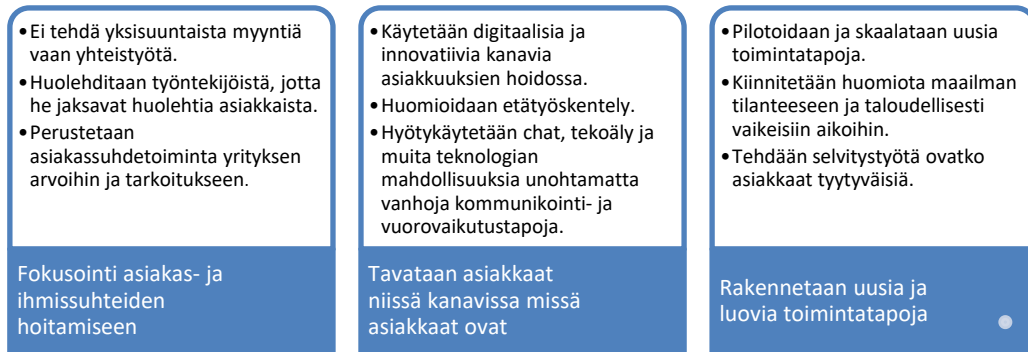 •Ei tehdä yksisuuntaista myyntiä
vaan yhteistyötä.
•Huolehditaan työntekijöistä, jotta
he jaksavat huolehtia asiakkaista.
•Perustetaan
asiakassuhdetoiminta yrityksen
arvoihin ja tarkoitukseen.
Fokusointi asiakas- ja
ihmissuhteiden
hoitamiseen
•Käytetään digitaalisia ja
innovatiivia kanavia
asiakkuuksien hoidossa.
•Huomioidaan etätyöskentely.
•Hyötykäytetään chat, tekoäly ja
muita teknologian
mahdollisuuksia unohtamatta
vanhoja kommunikointi- ja
vuorovaikutustapoja.
Tavataan asiakkaat
niissä kanavissa missä
asiakkaat ovat
•Pilotoidaan ja skaalataan uusia
toimintatapoja.
•Kiinnitetään huomiota maailman
tilanteeseen ja taloudellisesti
vaikeisiin aikoihin.
•Tehdään selvitystyötä ovatko
asiakkaat tyytyväisiä.
Rakennetaan uusia ja
luovia toimintatapoja